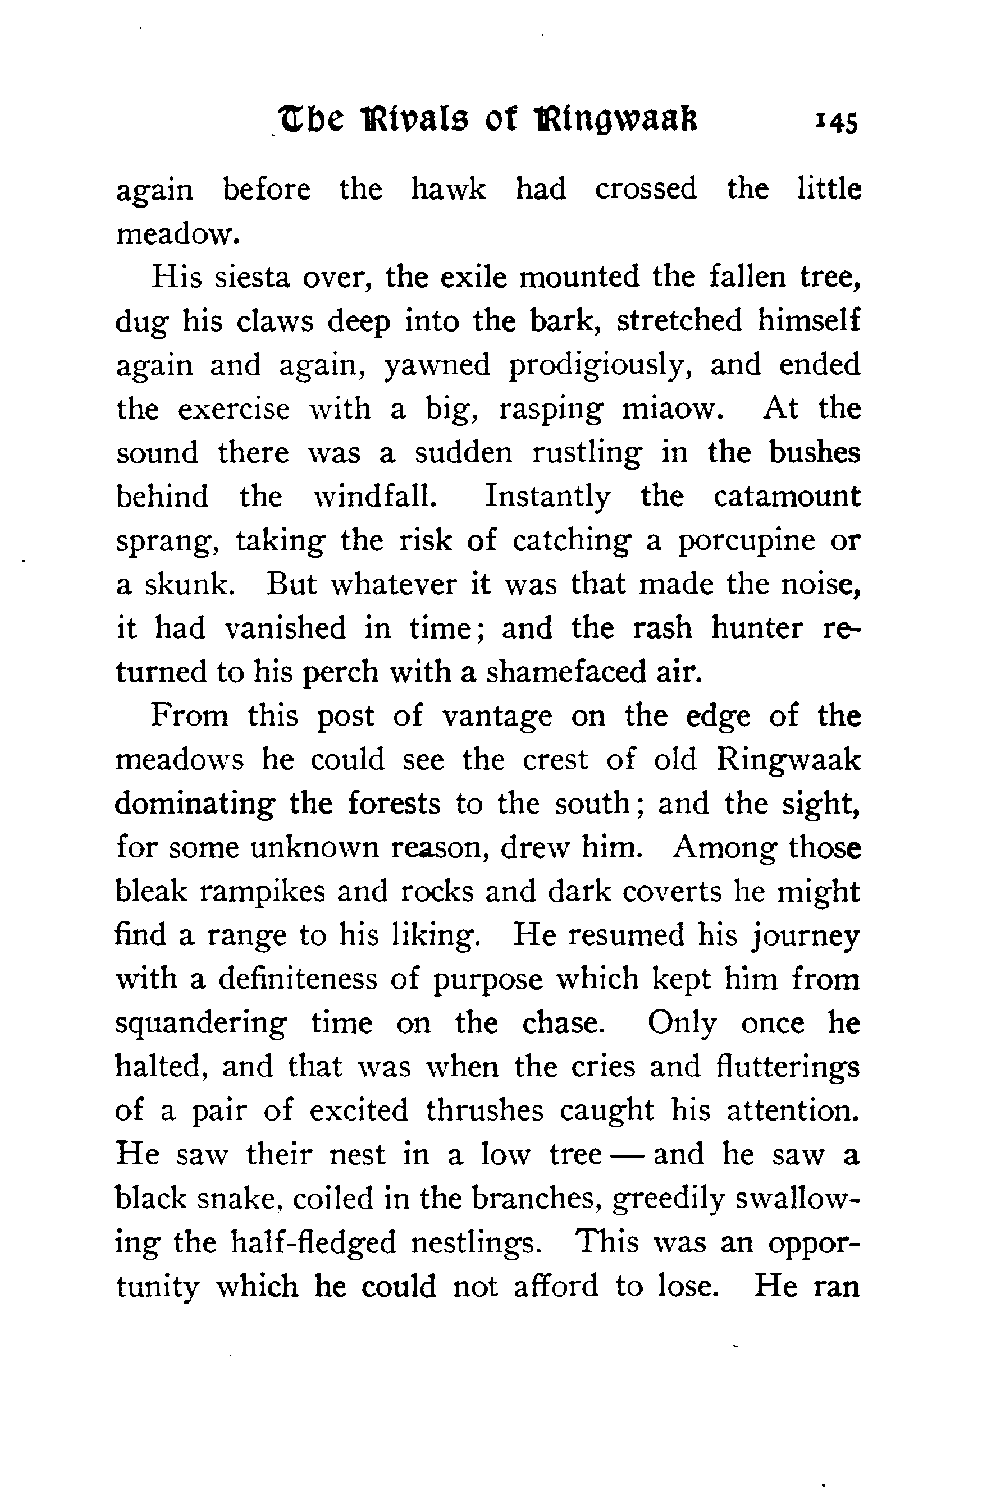 The Rivals of Ringwaak 145
again before the hawk had crossed the little
meadow.
His siesta over, the exile mounted the fallen tree,
dug his claws deep into the bark, stretched himself
again and again, yawned prodigiously, and ended
the exercise with a big, rasping miaow. At the
sound there was a sudden rustling in the bushes
behind the windfall. Instantly the catamount
sprang, taking the risk of catching a porcupine or
a skunk. But whatever it was that made the noise,
it had vanished in time; and the rash hunter re-
turned to his perch with a shamefaced air.
From this post of vantage on the edge of the
meadows he could see the crest of old Ringwaak
dominating the forests to the south; and the sight,
for some unknown reason, drew him. Among those
bleak rampikes and rocks and dark coverts he might
find a range to his liking. He resumed his journey
with a definiteness of purpose which kept him from
squandering time on the chase. Only once he
halted, and that was when the cries and flutterings
of a pair of excited thrushes caught his attention.
He saw their nest in a low tree — and he saw a
black snake, coiled in the branches, greedily swallow-
ing the half-fledged nestlings. This was an oppor-
tunity which he could not afford to lose. He ran